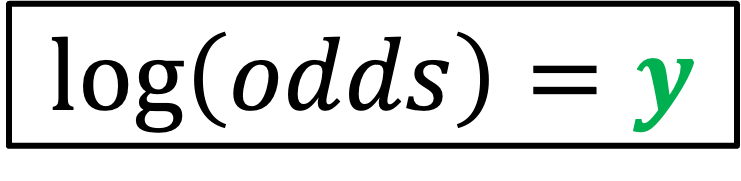 log(odds) = y